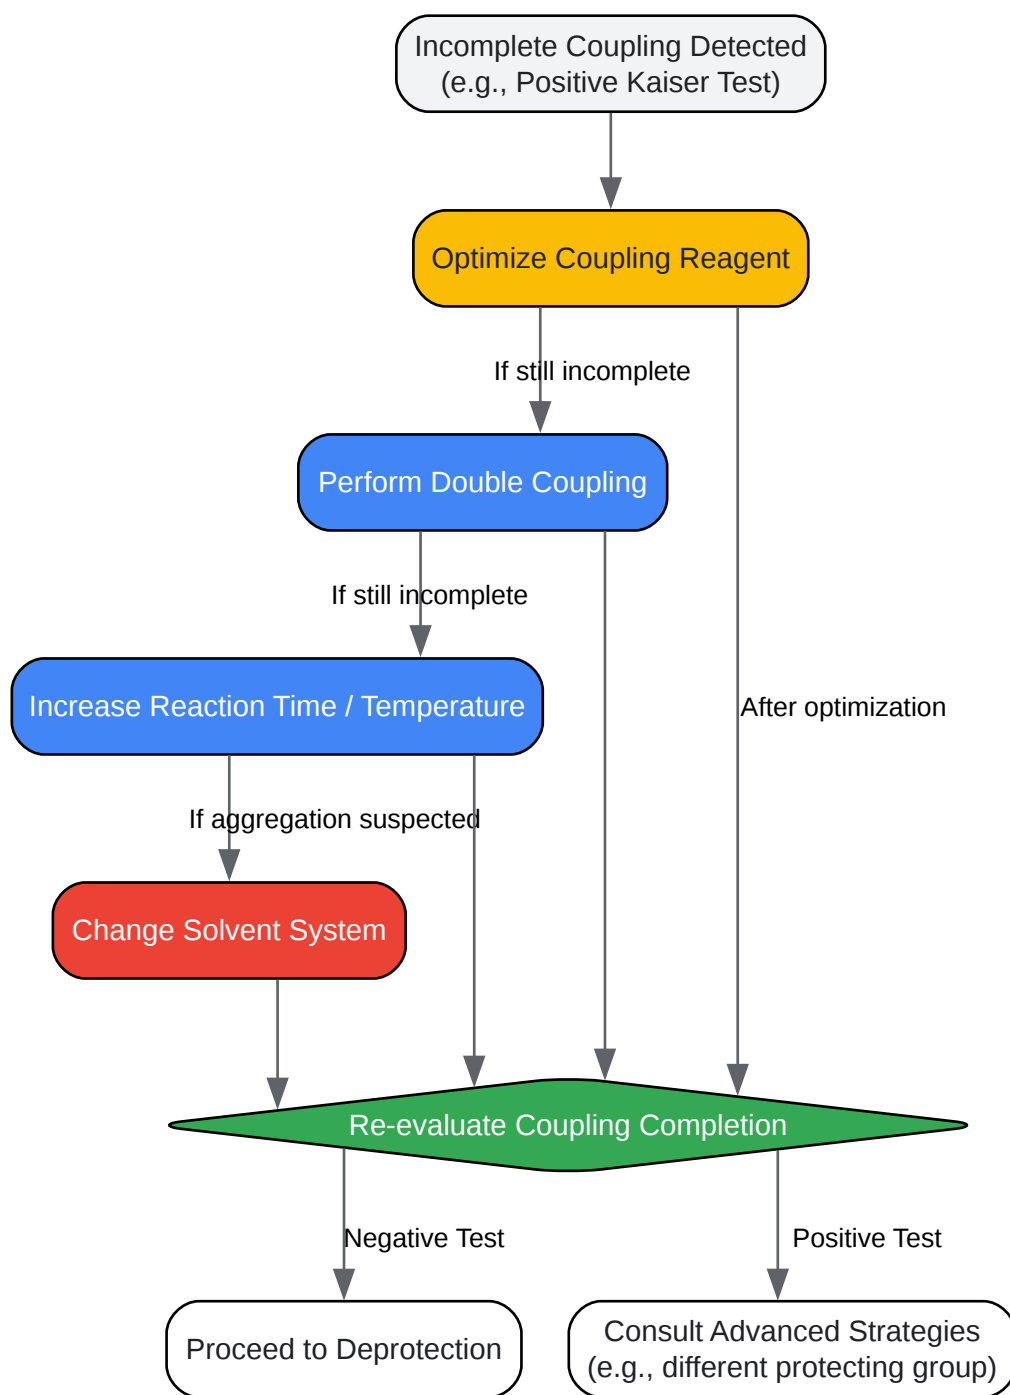 Incomplete Coupling Detected
(e.g., Positive Kaiser Test)
Optimize Coupling Reagent
If still incomplete
Perform Double Coupling
If still incomplete
Increase Reaction Time / Temperature
After optimization
If aggregation suspected
Change Solvent System
Re-evaluate Coupling Completion
Negative Test
Positive Test
Proceed to Deprotection
Consult Advanced Strategies
(e.g., different protecting group)